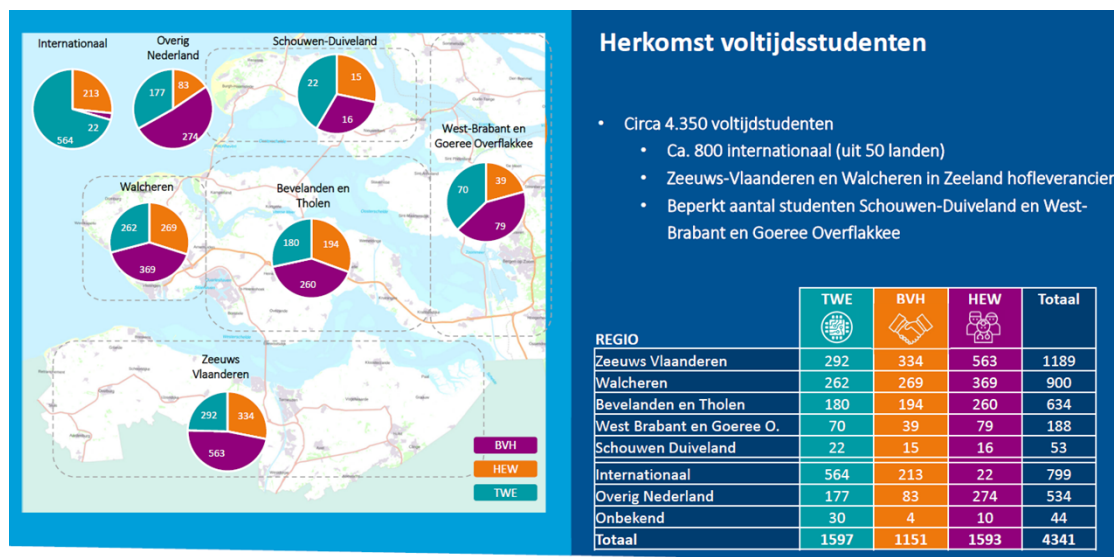 Internationaal
213
22
564
Overig
Nederland
83
177
274
Schouwen-Duiveland
15
22
16
West-Brabant en
Goeree Overflakkee
39
70
79
Walcheren
262
269
369
Bevelanden en
Tholen
180
194
260
Zeeuws
Vlaanderen
292
334
563
BVH
HEW
TWE
Herkomst voltijdsstudenten
• Circa 4.350 voltijdstudenten
• Ca. 800 internationaal (uit 50 landen)
• Zeeuws-Vlaanderen en Walcheren in Zeeland hofleverancier
• Beperkt aantal studenten Schouwen-Duiveland en West-
Brabant en Goeree Overflakkee
REGIO TWE BVH HEW Totaal
Zeeuws Vlaanderen 292 334 563 1189
Walcheren 262 269 369 900
Bevelanden en Tholen 180 194 260 634
West Brabant en Goeree O. 70 39 79 188
Schouwen Duiveland 22 15 16 53
Internationaal 564 213 22 799
Overig Nederland 177 83 274 534
Onbekend 30 4 10 44
Totaal 1597 1151 1593 4341